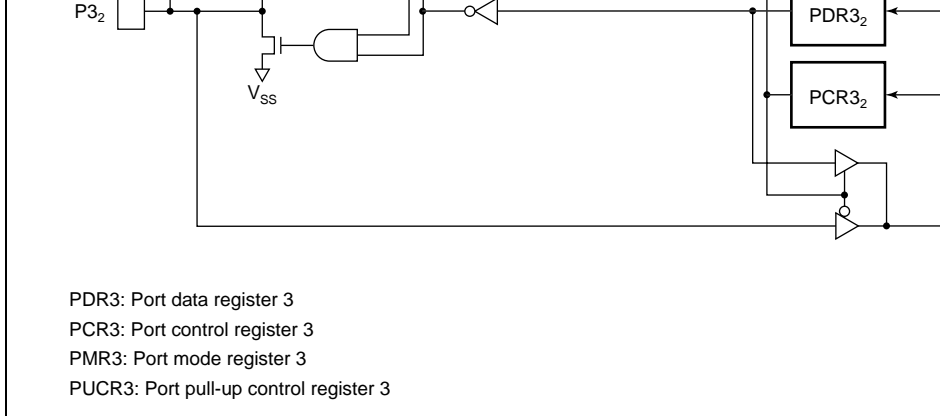 P3₂
PDR3₂
V_SS
PCR3₂
PDR3: Port data register 3
PCR3: Port control register 3
PMR3: Port mode register 3
PUCR3: Port pull-up control register 3